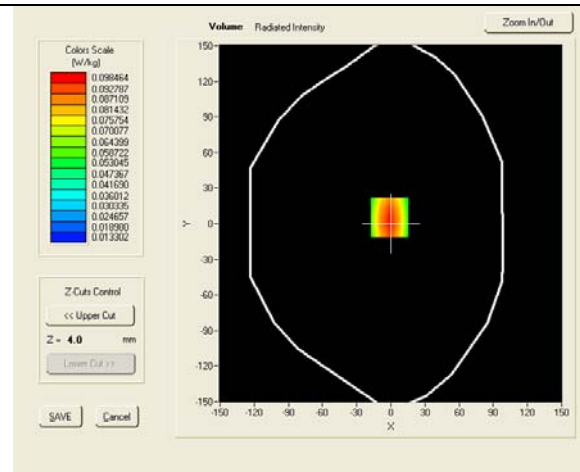 Volume Radiated Intensity
Zoom In/Out
Colors Scale
(W/kg)
0.098464
0.092787
0.087109
0.081432
0.075754
0.070077
0.064399
0.058722
0.053045
0.047367
0.041690
0.036012
0.030335
0.024657
0.018980
0.013302
Z-Cuts Control
<< Upper Cut
Z = 4.0 mm
Lower Cut >>
SAVE
Cancel
150
120
90
60
30
0
-30
-60
-90
-120
-150
Y
-150 -120 -90 -60 -30 0 30 60 90 120 150
X